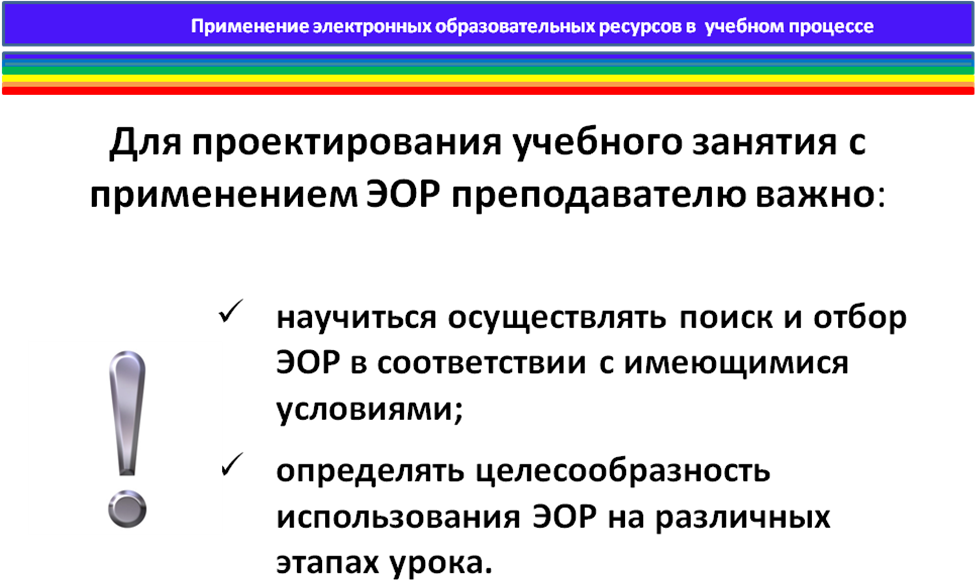 Применение электронных образовательных ресурсов в учебном процессе
Для проектирования учебного занятия с
применением ЭОР преподавателю важно:
✓ научиться осуществлять поиск и отбор
ЭОР в соответствии с имеющимися
условиями;
✓ определять целесообразность
использования ЭОР на различных
этапах урока.